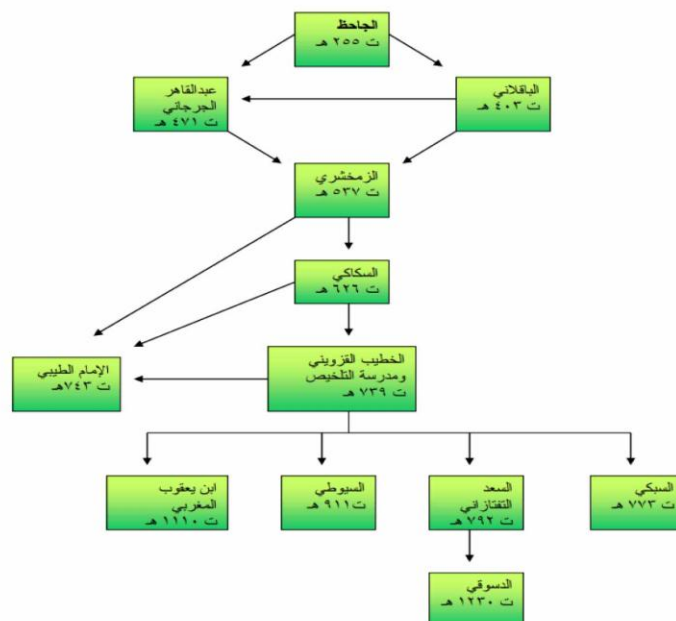 الجاحظ
ت ٢٥٥ هـ
الباقلاني
ت ٤٠٣ هـ
عبدالقاهر
الجرجاني
ت ٤٧١ هـ
الزمخشري
ت ٥٣٧ هـ
السكاكي
ت ٦٢٦ هـ
الخطيب القزويني
ومدرسة التلخيص
ت ٧٣٩ هـ
الإمام الطيبي
ت ٧٤٣هـ
السبكي
ت ٧٧٣ هـ
السعد
التفتازاني
ت ٧٩٢ هـ
السيوطي
ت٩١١ هـ
ابن يعقوب
المغربي
ت ١١١٠ هـ
الدسوقي
ت ١٢٣٠ هـ